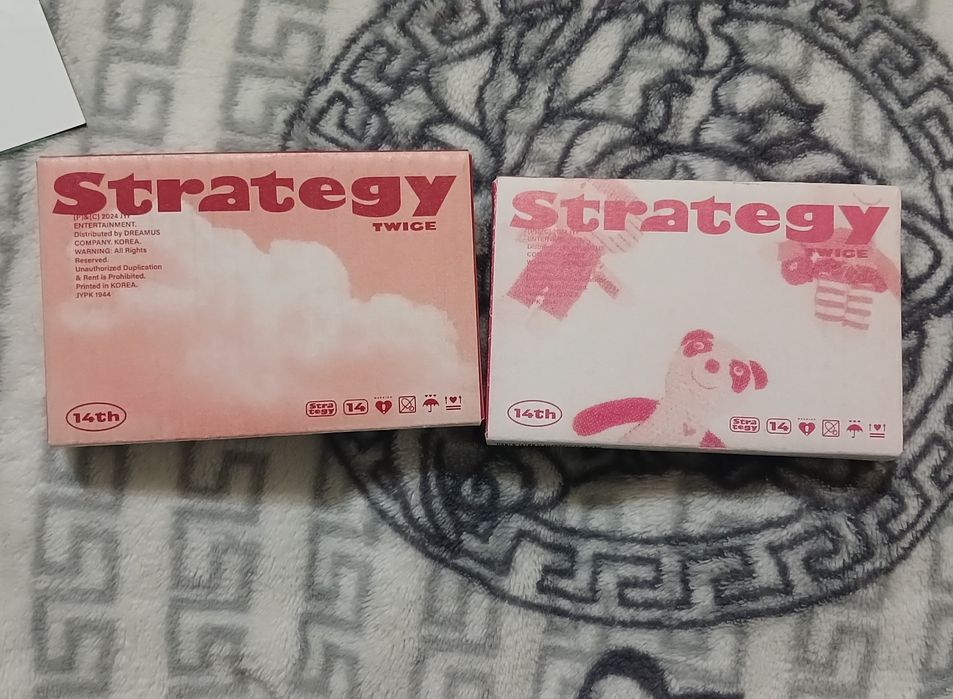 Strategy
TWICE
(P)&(C) 2024 JYP
ENTERTAINMENT.
Distributed by DREAMUS
COMPANY. KOREA.
WARNING: All Rights
Reserved.
Unauthorized Duplication
& Rent is Prohibited.
Printed in KOREA.
JYPK 1944
14th
Stra
tegy
14
Strategy
TWICE
14th
Stra
tegy
14